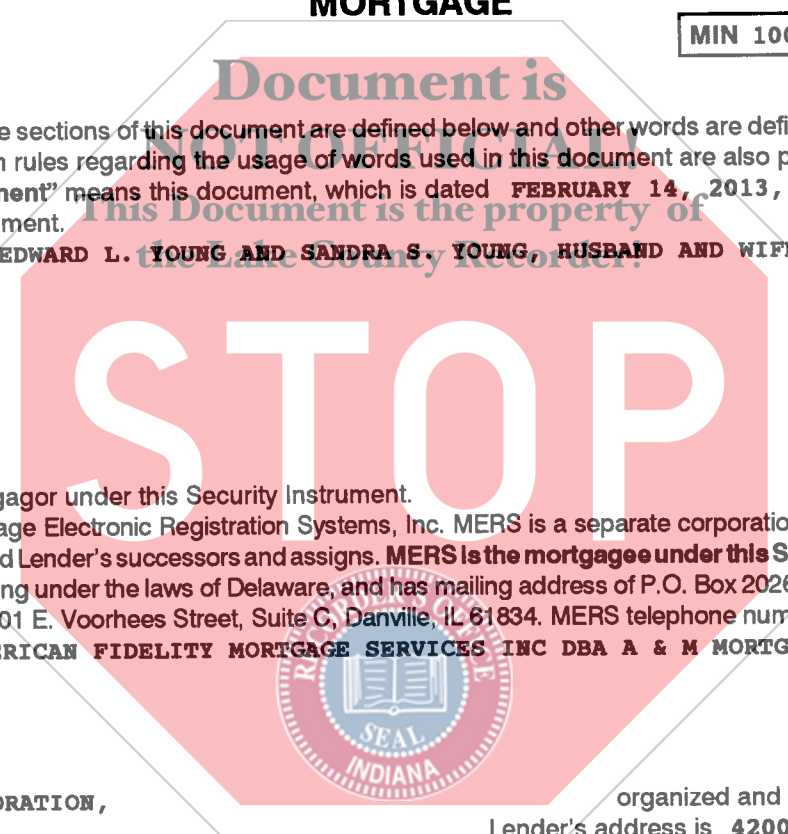 MORTGAGE
MIN 100
Document is
e sections of this document are defined below and other words are defi
NOT OFFICIAL!
n rules regarding the usage of words used in this document are also p
nent" means this document, which is dated FEBRUARY 14, 2013,
This Document is the property of
ment.
the Lake County Recorder!
EDWARD L. YOUNG AND SANDRA S. YOUNG, HUSBAND AND WIFE
STOP
gagor under this Security Instrument.
age Electronic Registration Systems, Inc. MERS is a separate corporatio
d Lender's successors and assigns. MERS is the mortgagee under this S
ng under the laws of Delaware, and has mailing address of P.O. Box 2026
01 E. Voorhees Street, Suite C, Danville, IL 61834. MERS telephone num
ERICAN FIDELITY MORTGAGE SERVICES INC DBA A & M MORTG
RECORDER'S OFFICE
SEAL
INDIANA
organized and
ORATION,
Lender's address is 4200